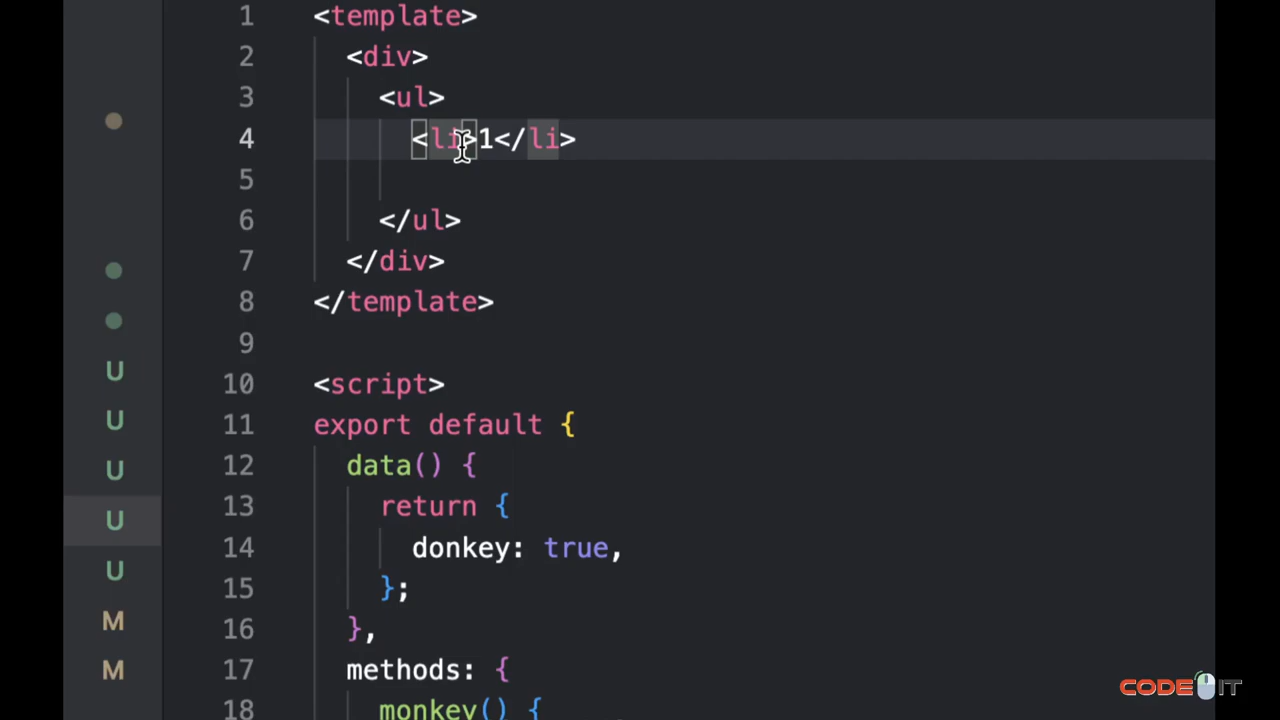 1 <template>
2 <div>
3 <ul>
4 <li>1</li>
5
6 </ul>
7 </div>
8 </template>
9
10 <script>
11 export default {
12 data() {
13 return {
14 donkey: true,
15 };
16 },
17 methods: {
18 monkey() {
U
U
U
U
U
M
M
CODE IT